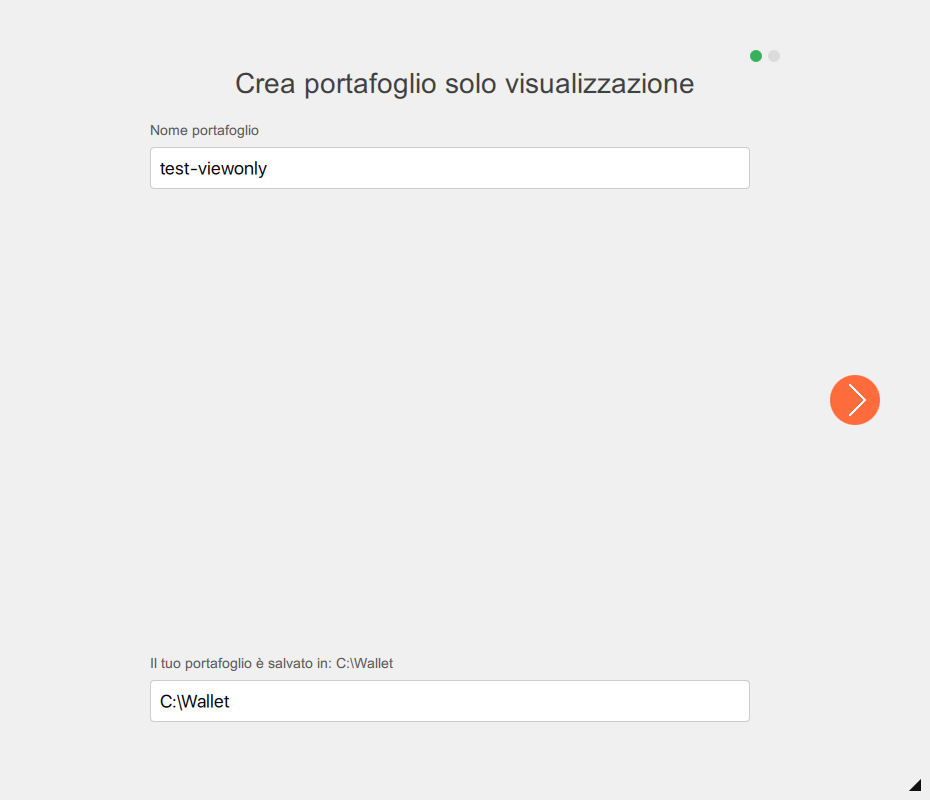 Crea portafoglio solo visualizzazione
Nome portafoglio
test-viewonly
Il tuo portafoglio è salvato in: C:\Wallet
C:\Wallet